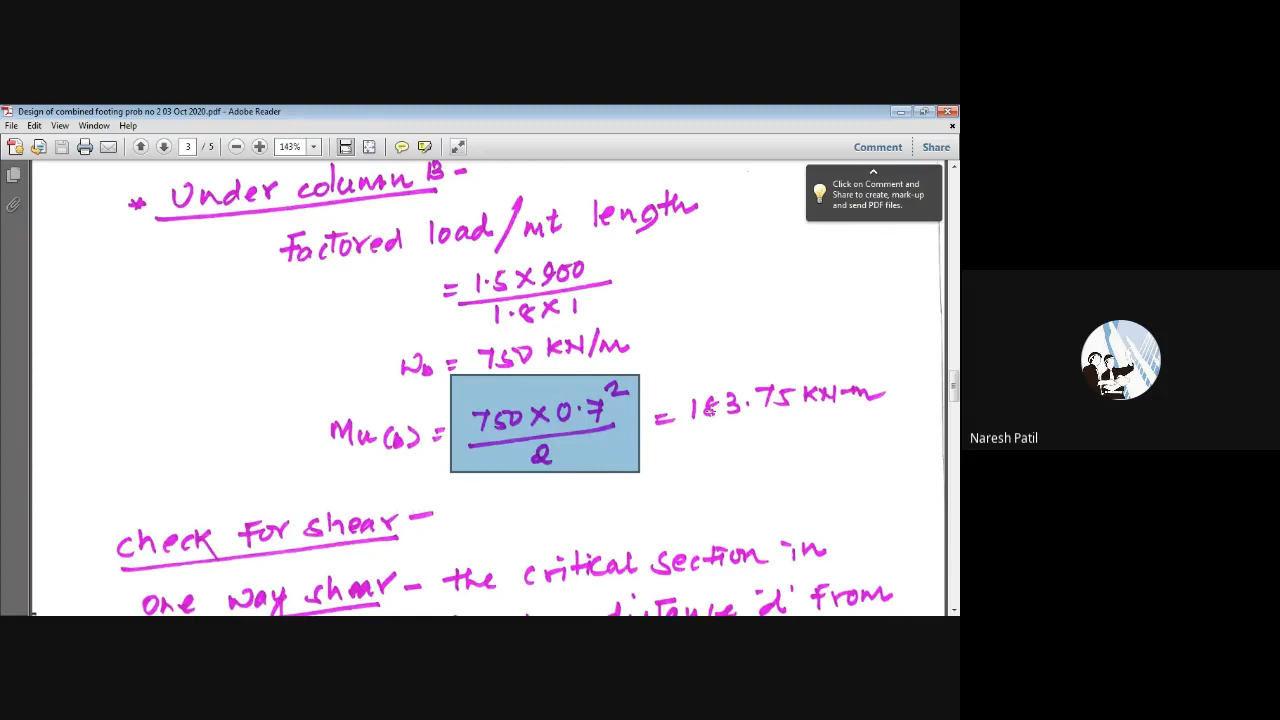 Design of combined footing prob no 2 03 Oct 2020.pdf - Adobe Reader
File Edit View Window Help
3 / 5 143% Comment Share
Click on Comment and
Share to create, mark-up
and send PDF files.
* Under column B -
Factored load/mt length
= 1.5 × 900
1.8 × 1
= 750 KN/m
Mu(B) = 750 × 0.7²
2
= 183.75 KN-m
Naresh Patil
check For shear -
one way shear - the critical section in
distance 'd' From